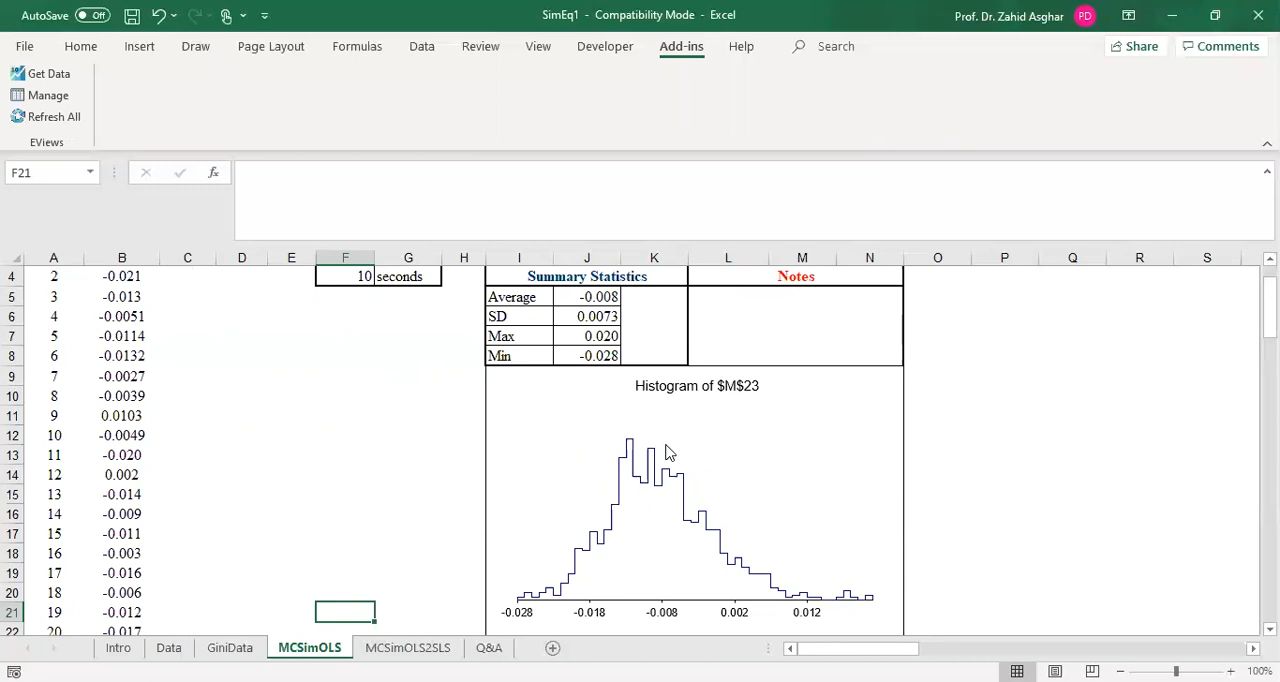 AutoSave Off SimEq1 - Compatibility Mode - Excel Prof. Dr. Zahid Asghar PD
File Home Insert Draw Page Layout Formulas Data Review View Developer Add-ins Help Search Share Comments
Get Data
Manage
Refresh All
EViews
F21 fx
A B C D E F G H I J K L M N O P Q R S
4 2 -0.021 10 seconds Summary Statistics Notes
5 3 -0.013 Average -0.008
6 4 -0.0051 SD 0.0073
7 5 -0.0114 Max 0.020
8 6 -0.0132 Min -0.028
9 7 -0.0027 Histogram of $M$23
10 8 -0.0039
11 9 0.0103
12 10 -0.0049
13 11 -0.020
14 12 0.002
15 13 -0.014
16 14 -0.009
17 15 -0.011
18 16 -0.003
19 17 -0.016
20 18 -0.006
21 19 -0.012 -0.028 -0.018 -0.008 0.002 0.012
22 20 -0.017
Intro Data GiniData MCSimOLS MCSimOLS2SLS Q&A
100%